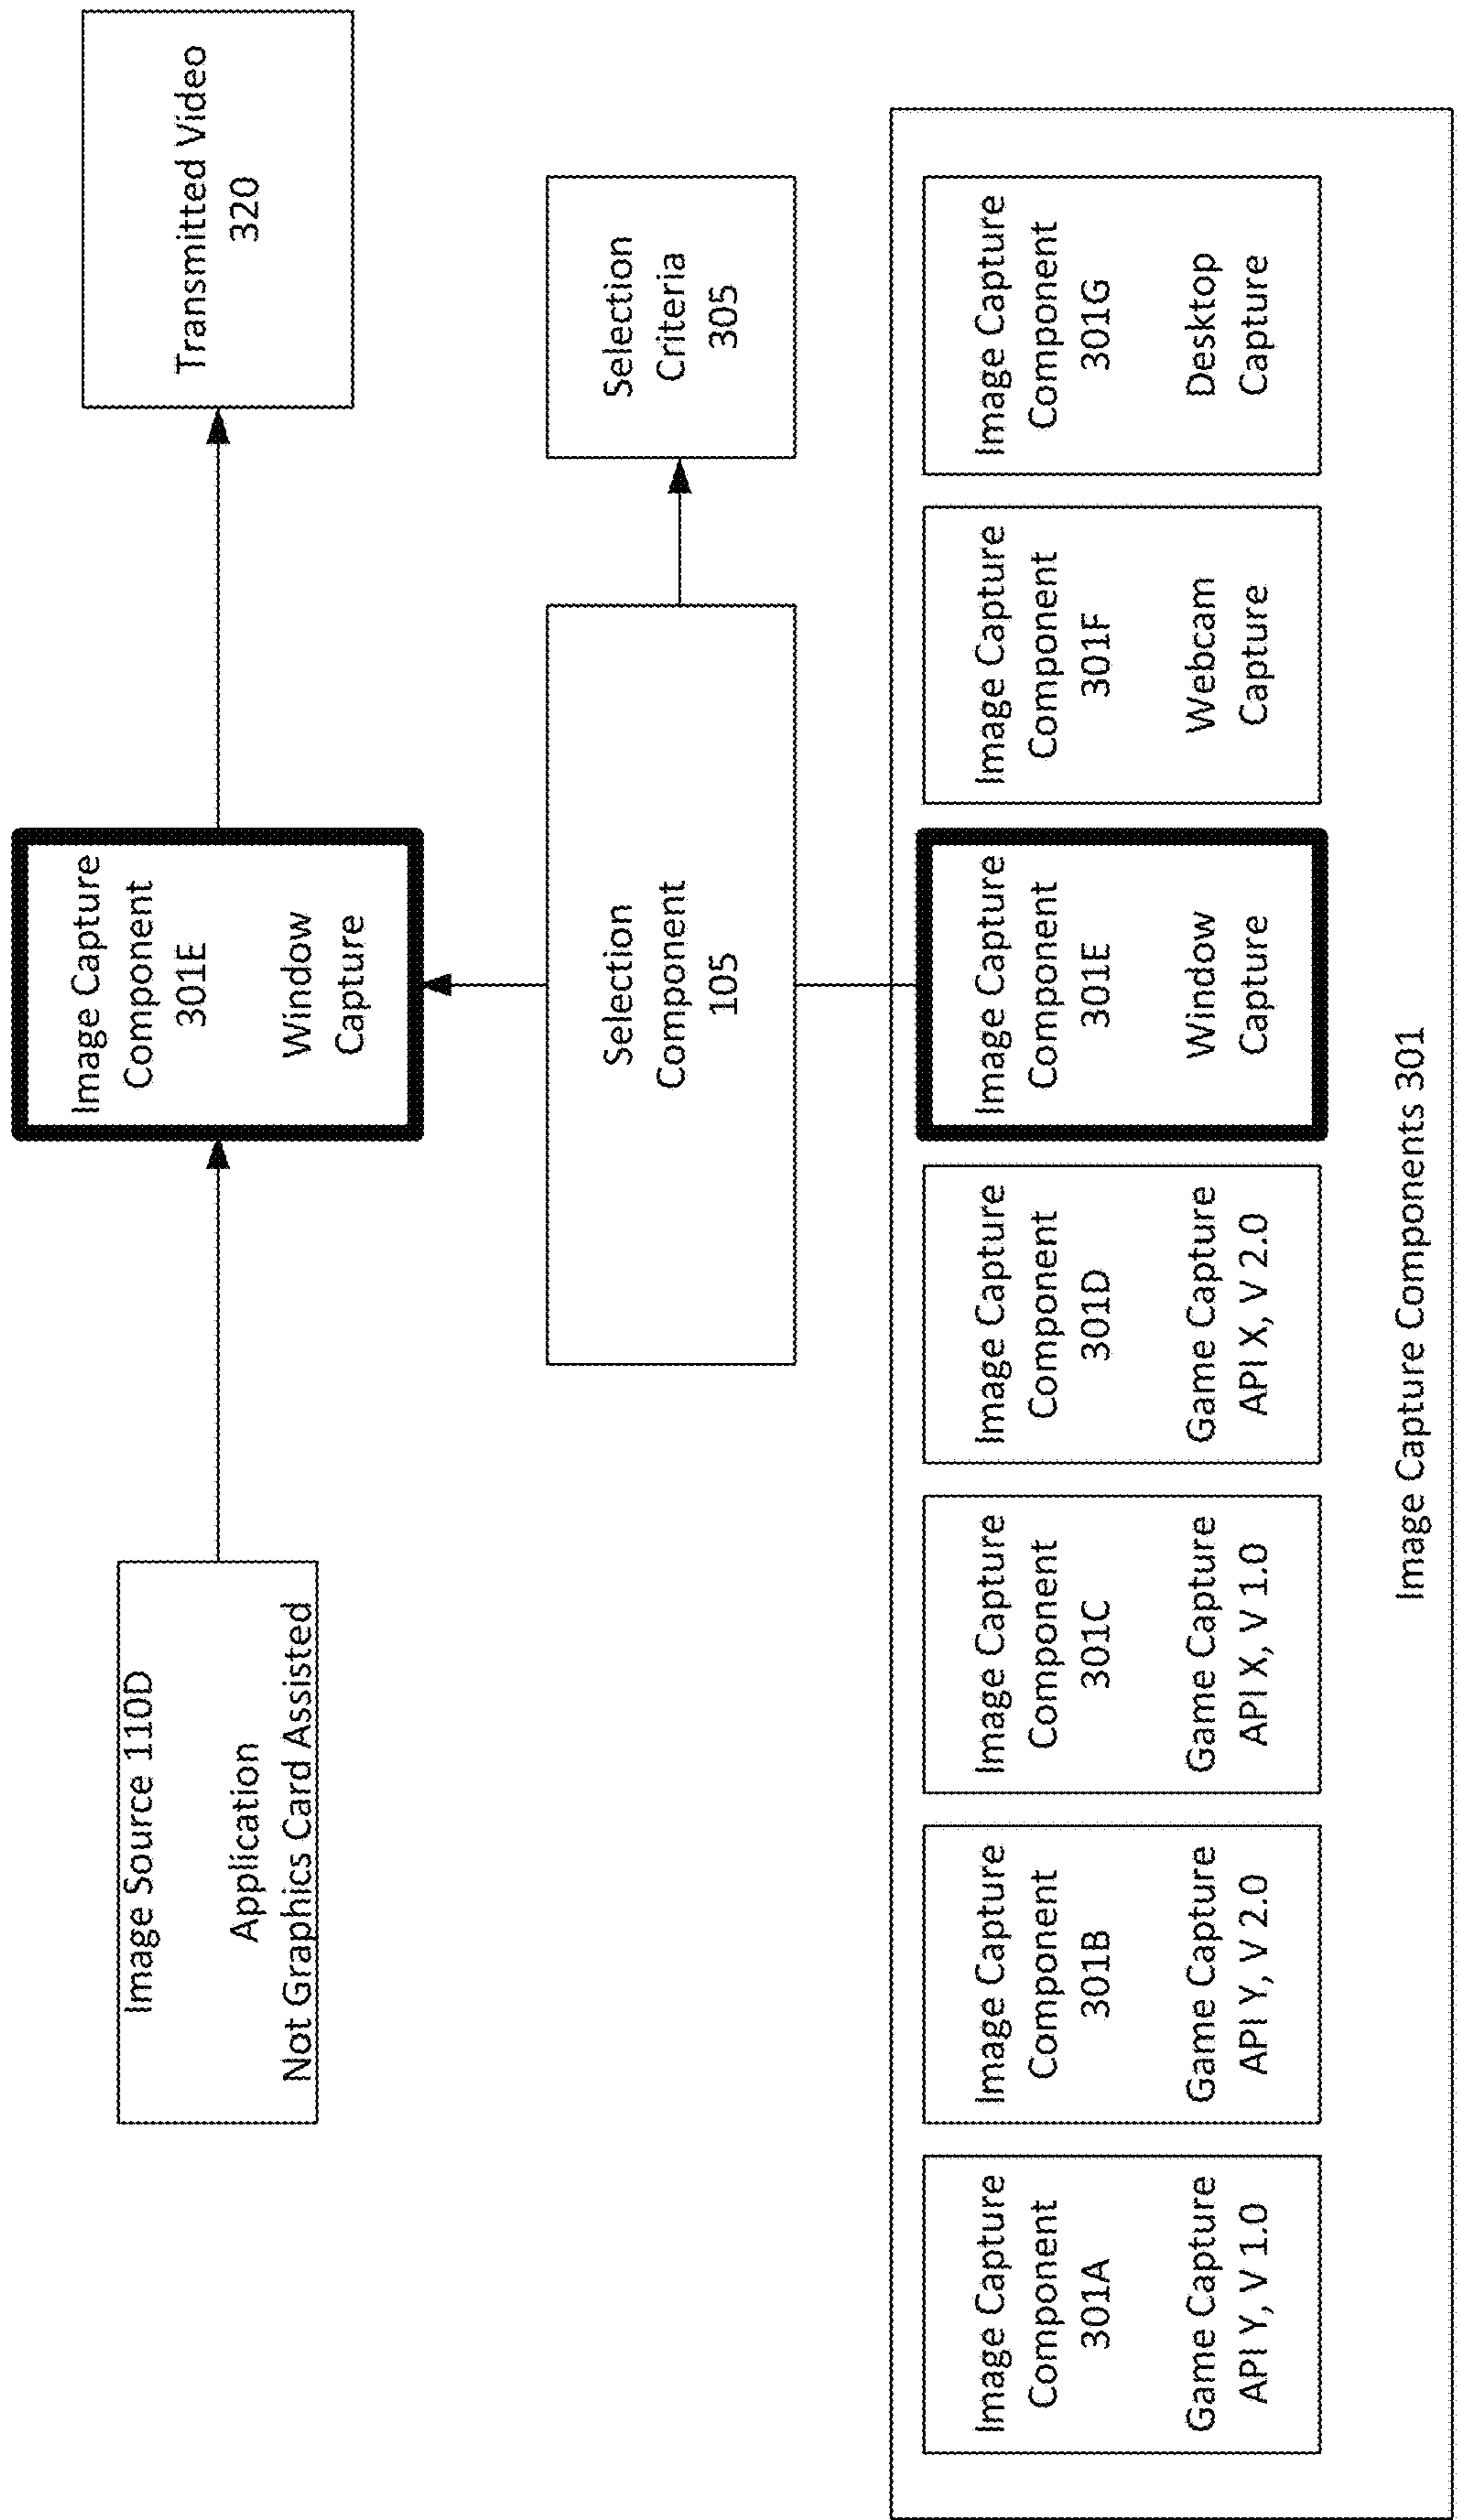 Image Source 110D
Application
Not Graphics Card Assisted
Image Capture
Component
301E
Window
Capture
Transmitted Video
320
Selection
Component
105
Selection
Criteria
305
Image Capture
Component
301A
Game Capture
API Y, V 1.0
Image Capture
Component
301B
Game Capture
API Y, V 2.0
Image Capture
Component
301C
Game Capture
API X, V 1.0
Image Capture
Component
301D
Game Capture
API X, V 2.0
Image Capture
Component
301E
Window
Capture
Image Capture
Component
301F
Webcam
Capture
Image Capture
Component
301G
Desktop
Capture
Image Capture Components 301